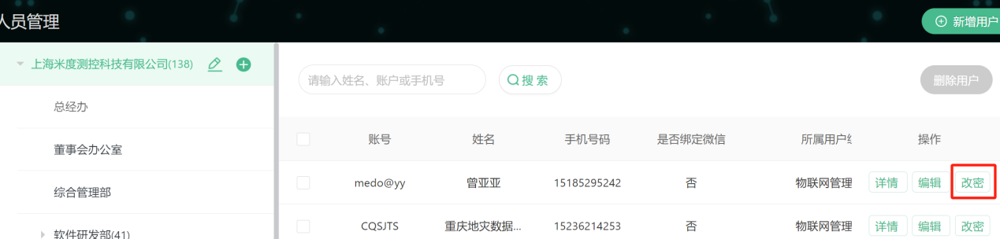 人员管理
新增用户
上海米度测控科技有限公司(138)
总经办
董事会办公室
综合管理部
软件研发部(41)
请输入姓名、账户或手机号
搜 索
删除用户
账号 姓名 手机号码 是否绑定微信 所属用户 操作
medo@yy 曾亚亚 15185295242 否 物联网管理 详情 编辑 改密
CQSJTS 重庆地灾数据... 15236214253 否 物联网管理 详情 编辑 改密